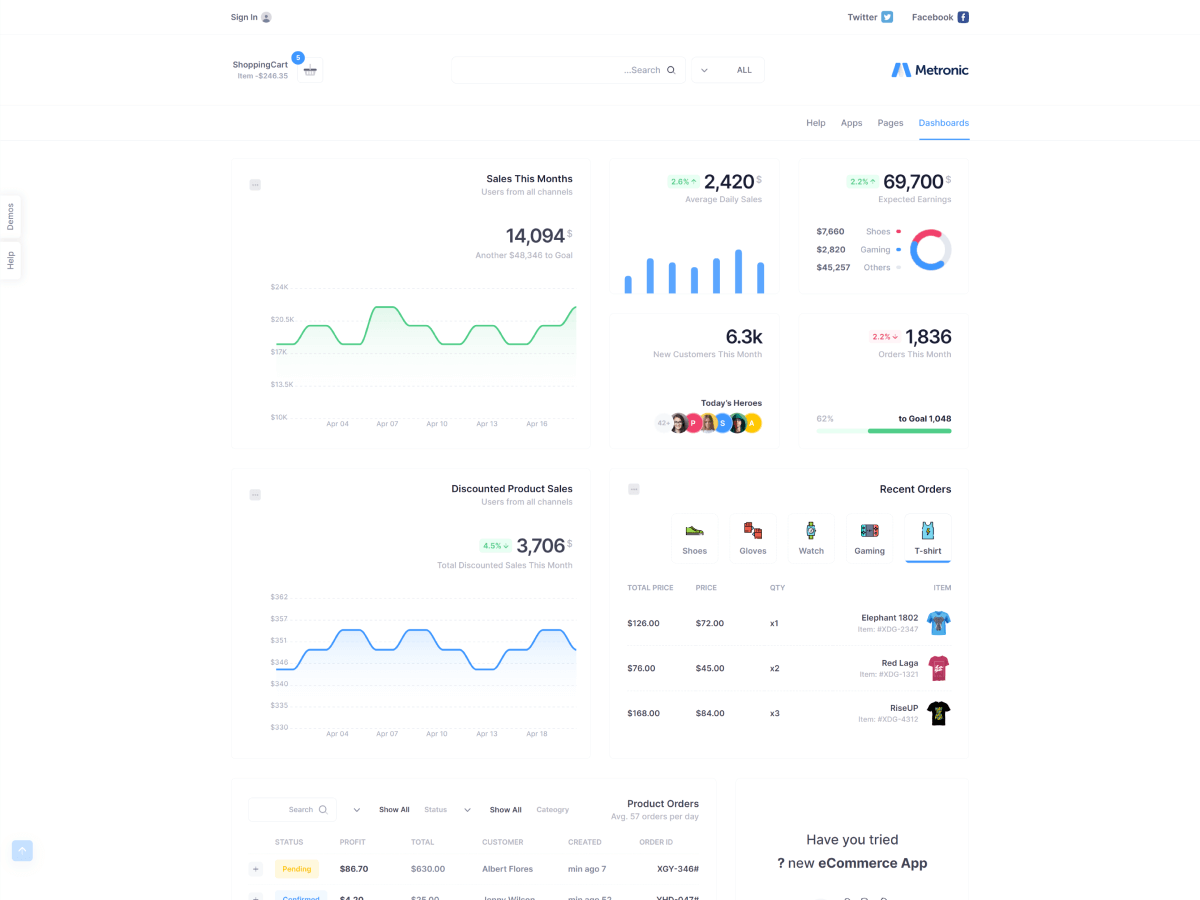 Sign In
Twitter
Facebook
ShoppingCart
Item -$246.35
5
...Search
ALL
Metronic
Help
Apps
Pages
Dashboards
Demos
Help
Sales This Months
Users from all channels
14,094 $
Another $48,346 to Goal
$24K
$20.5K
$17K
$13.5K
$10K
Apr 04
Apr 07
Apr 10
Apr 13
Apr 16
2.6%
2,420 $
Average Daily Sales
2.2%
69,700 $
Expected Earnings
$7,660 Shoes
$2,820 Gaming
$45,257 Others
6.3k
New Customers This Month
Today's Heroes
42+
P
S
A
2.2%
1,836
Orders This Month
62%
to Goal 1,048
Discounted Product Sales
Users from all channels
4.5%
3,706 $
Total Discounted Sales This Month
$362
$357
$351
$346
$340
$335
$330
Apr 04
Apr 07
Apr 10
Apr 13
Apr 18
Recent Orders
Shoes
Gloves
Watch
Gaming
T-shirt
TOTAL PRICE PRICE QTY ITEM
$126.00 $72.00 x1 Elephant 1802
Item: #XDG-2347
$76.00 $45.00 x2 Red Laga
Item: #XDG-1321
$168.00 $84.00 x3 RiseUP
Item: #XDG-4312
Search
Show All
Status
Show All
Cateogry
Product Orders
Avg. 57 orders per day
STATUS PROFIT TOTAL CUSTOMER CREATED ORDER ID
+ Pending $86.70 $630.00 Albert Flores min ago 7 XGY-346#
Confirmed $4.20 $25.00 Jenny Wilson min ago 52 YHD-047#
Have you tried
? new eCommerce App